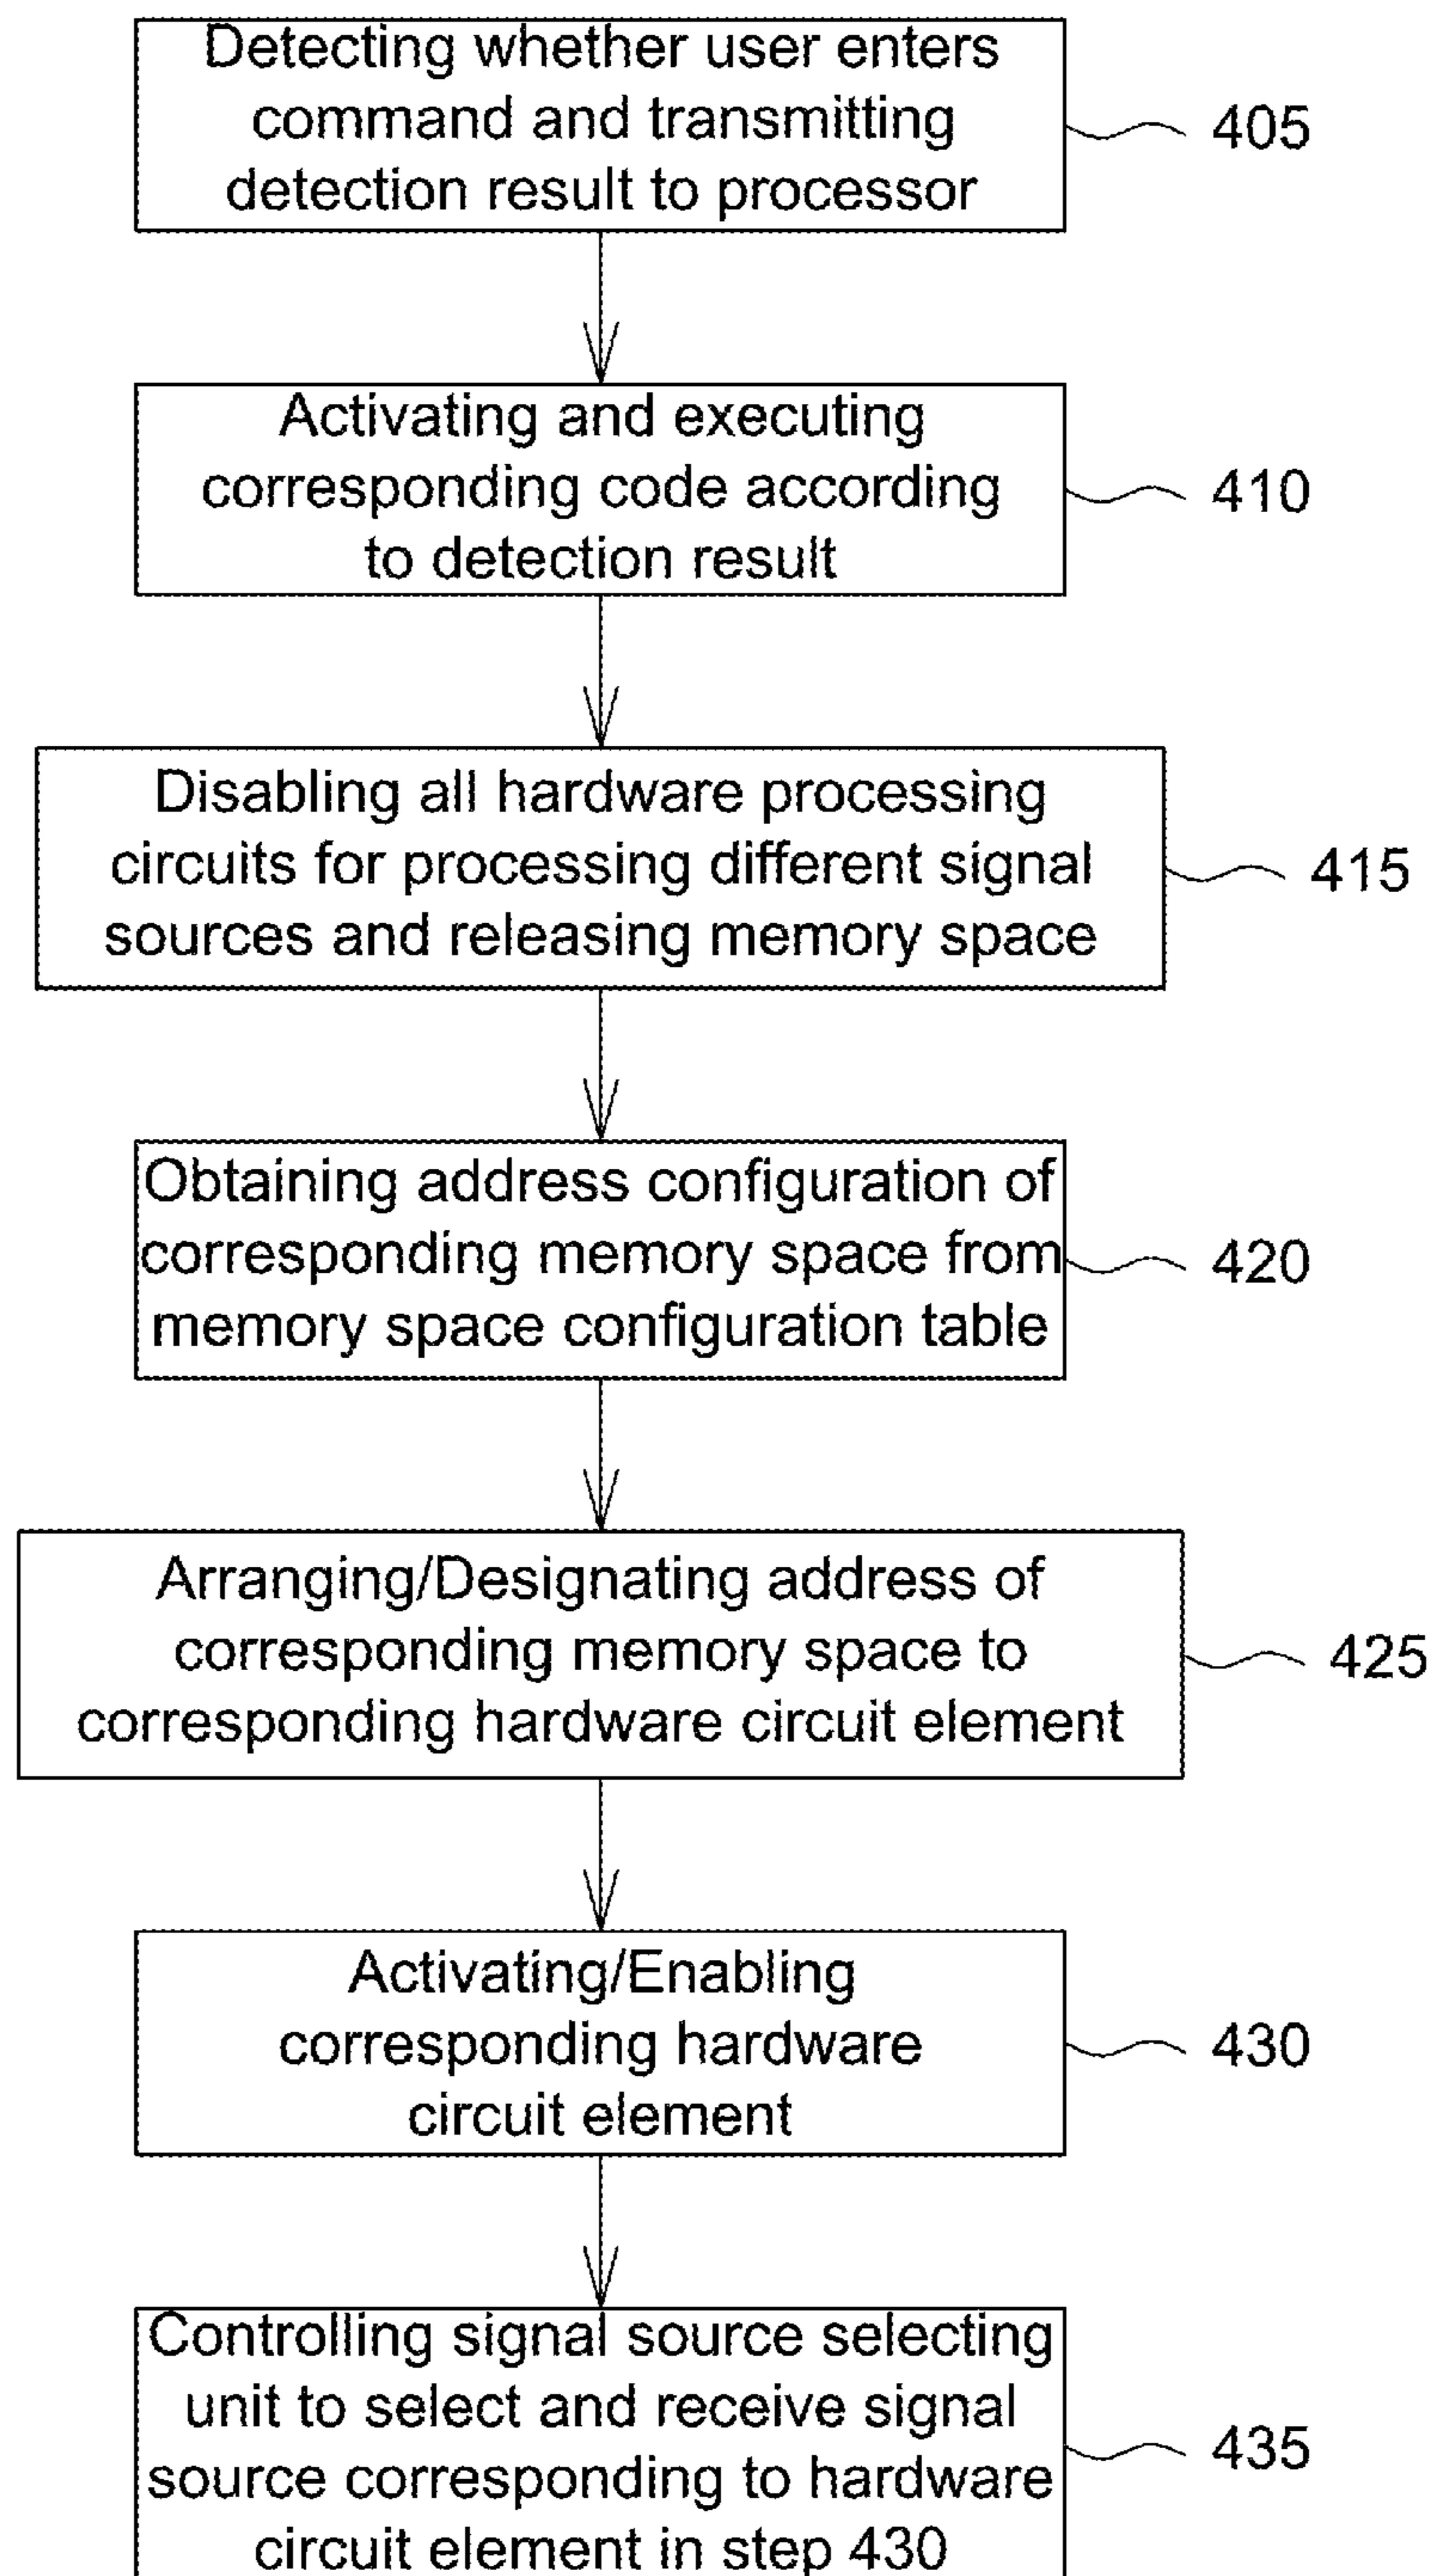 Detecting whether user enters
command and transmitting
detection result to processor
405
Activating and executing
corresponding code according
to detection result
410
Disabling all hardware processing
circuits for processing different signal
sources and releasing memory space
415
Obtaining address configuration of
corresponding memory space from
memory space configuration table
420
Arranging/Designating address of
corresponding memory space to
corresponding hardware circuit element
425
Activating/Enabling
corresponding hardware
circuit element
430
Controlling signal source selecting
unit to select and receive signal
source corresponding to hardware
circuit element in step 430
435